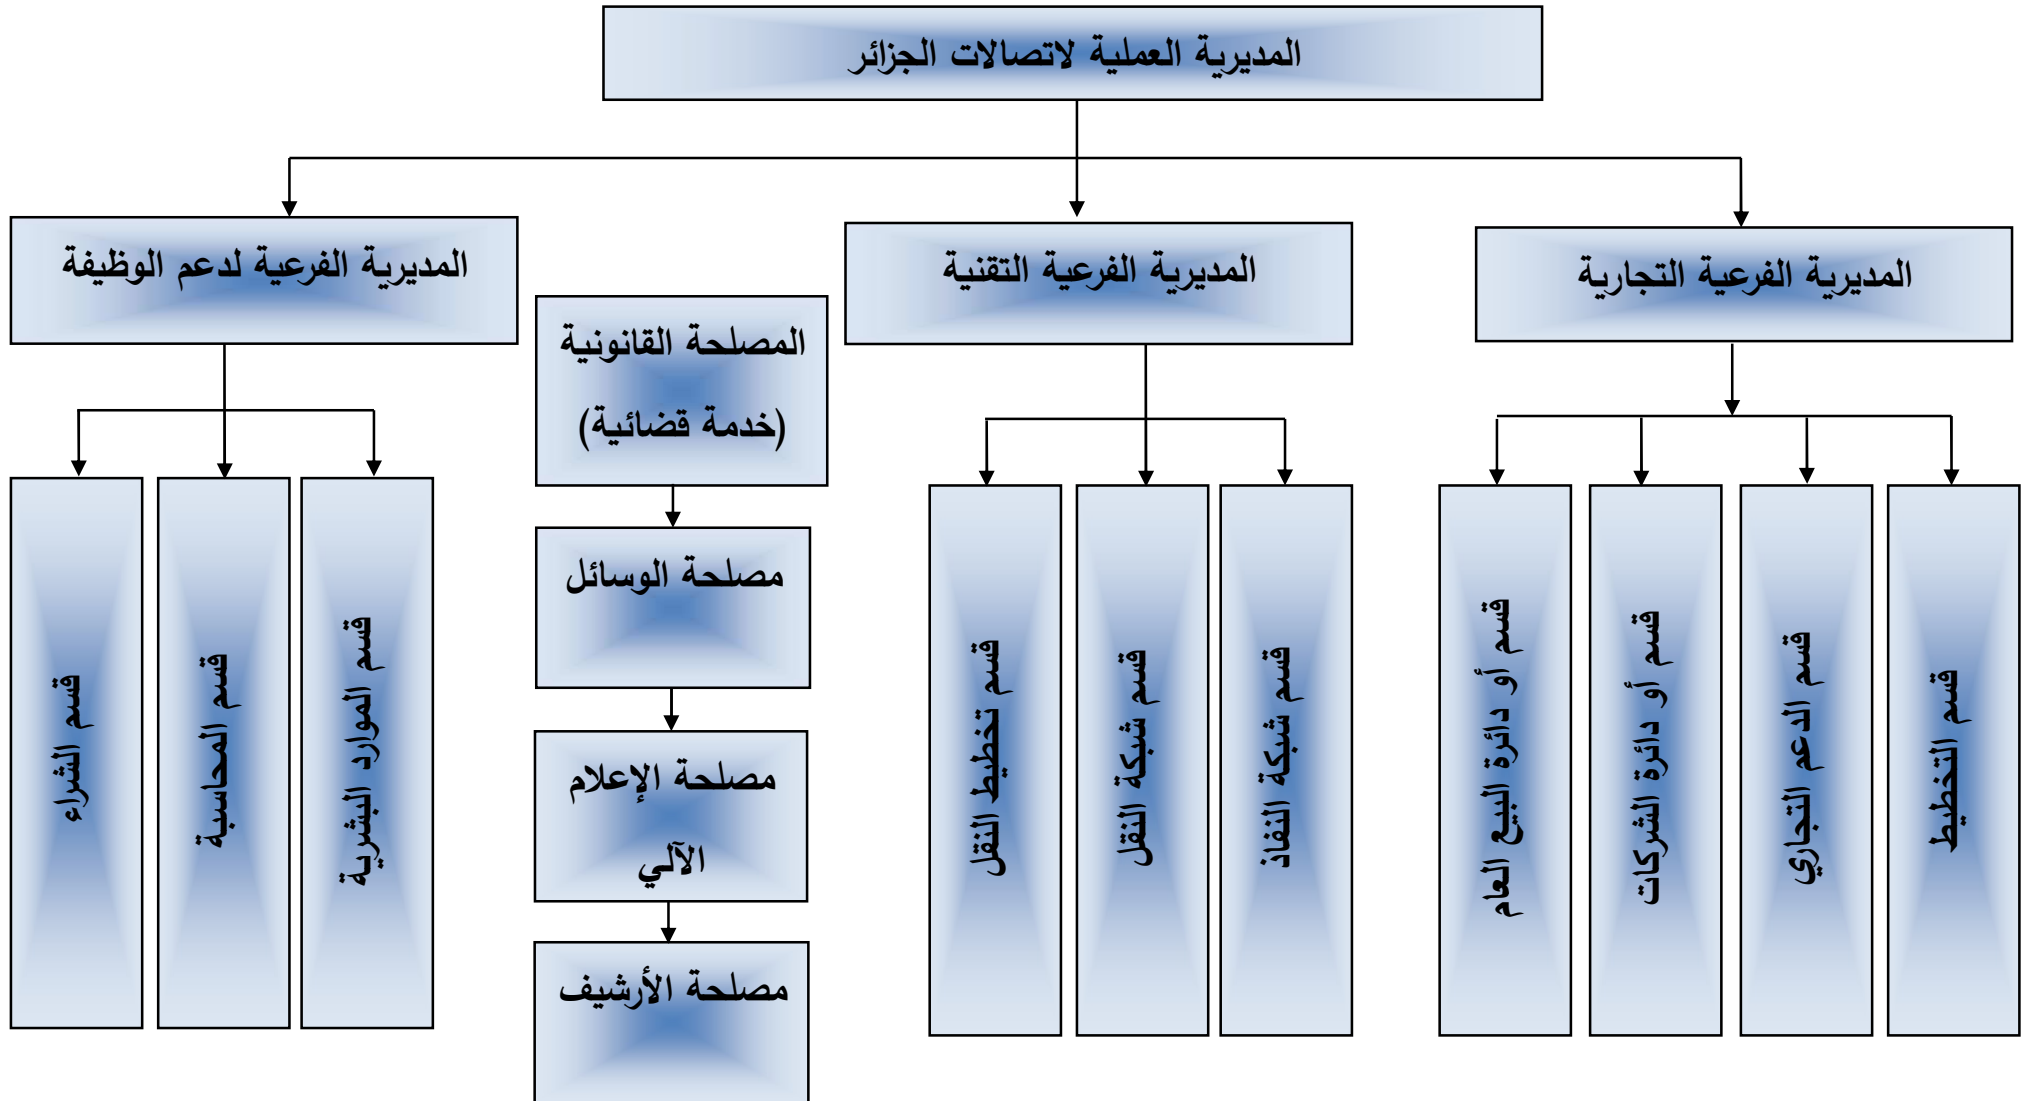 المديرية العملية لاتصالات الجزائر
المديرية الفرعية التجارية
المديرية الفرعية التقنية
المديرية الفرعية لدعم الوظيفة
قسم التخطيط
قسم الدعم التجاري
قسم أو دائرة الشركات
قسم أو دائرة البيع العام
قسم شبكة النفاذ
قسم شبكة النقل
قسم تخطيط النقل
المصلحة القانونية
(خدمة قضائية)
مصلحة الوسائل
مصلحة الإعلام
الآلي
مصلحة الأرشيف
قسم الموارد البشرية
قسم المحاسبة
قسم الشراء